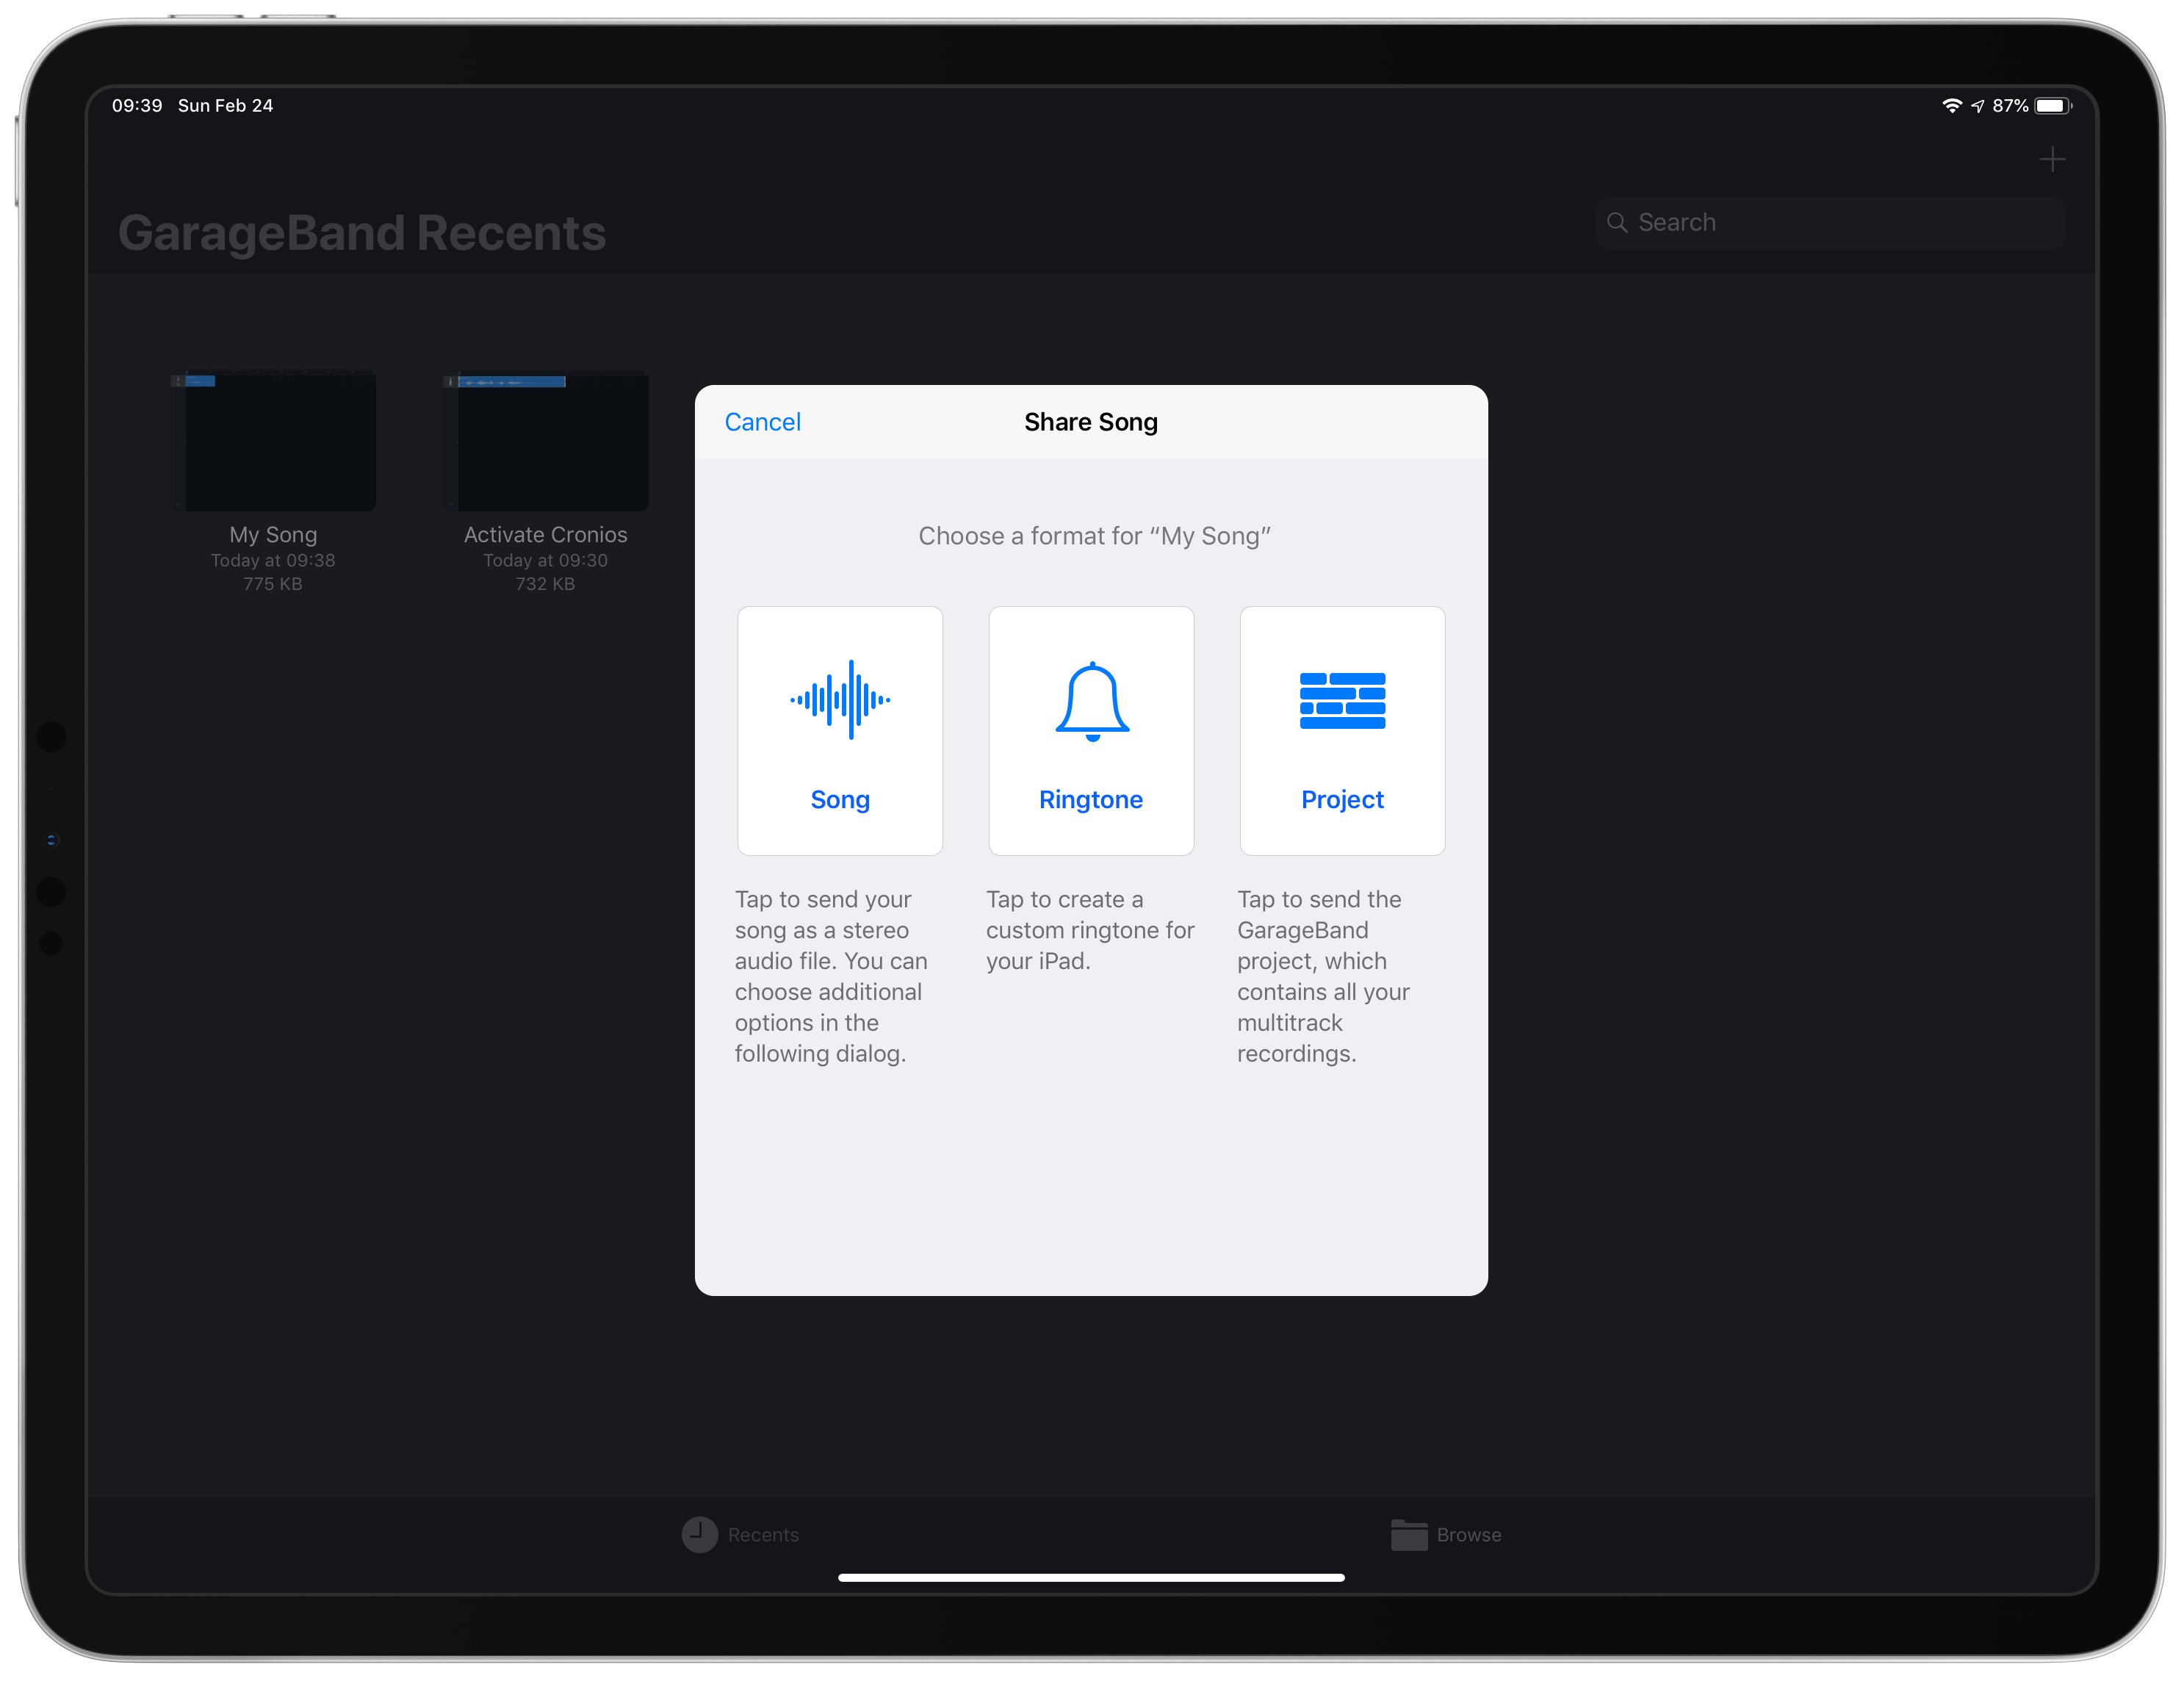 09:39 Sun Feb 24
87%
GarageBand Recents
Search
My Song
Today at 09:38
775 KB
Activate Cronios
Today at 09:30
732 KB
Cancel
Share Song
Choose a format for “My Song”
Song
Tap to send your
song as a stereo
audio file. You can
choose additional
options in the
following dialog.
Ringtone
Tap to create a
custom ringtone for
your iPad.
Project
Tap to send the
GarageBand
project, which
contains all your
multitrack
recordings.
Recents
Browse